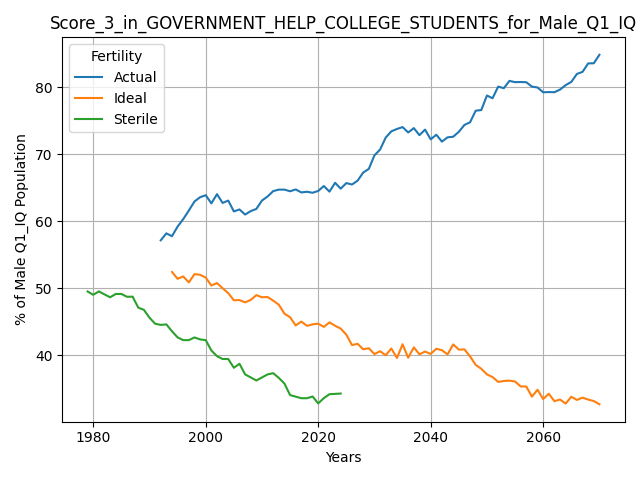 Score_3_in_GOVERNMENT_HELP_COLLEGE_STUDENTS_for_Male_Q1_IQ
Fertility
Actual
Ideal
Sterile
% of Male Q1_IQ Population
80
70
60
50
40
1980
2000
2020
2040
2060
Years